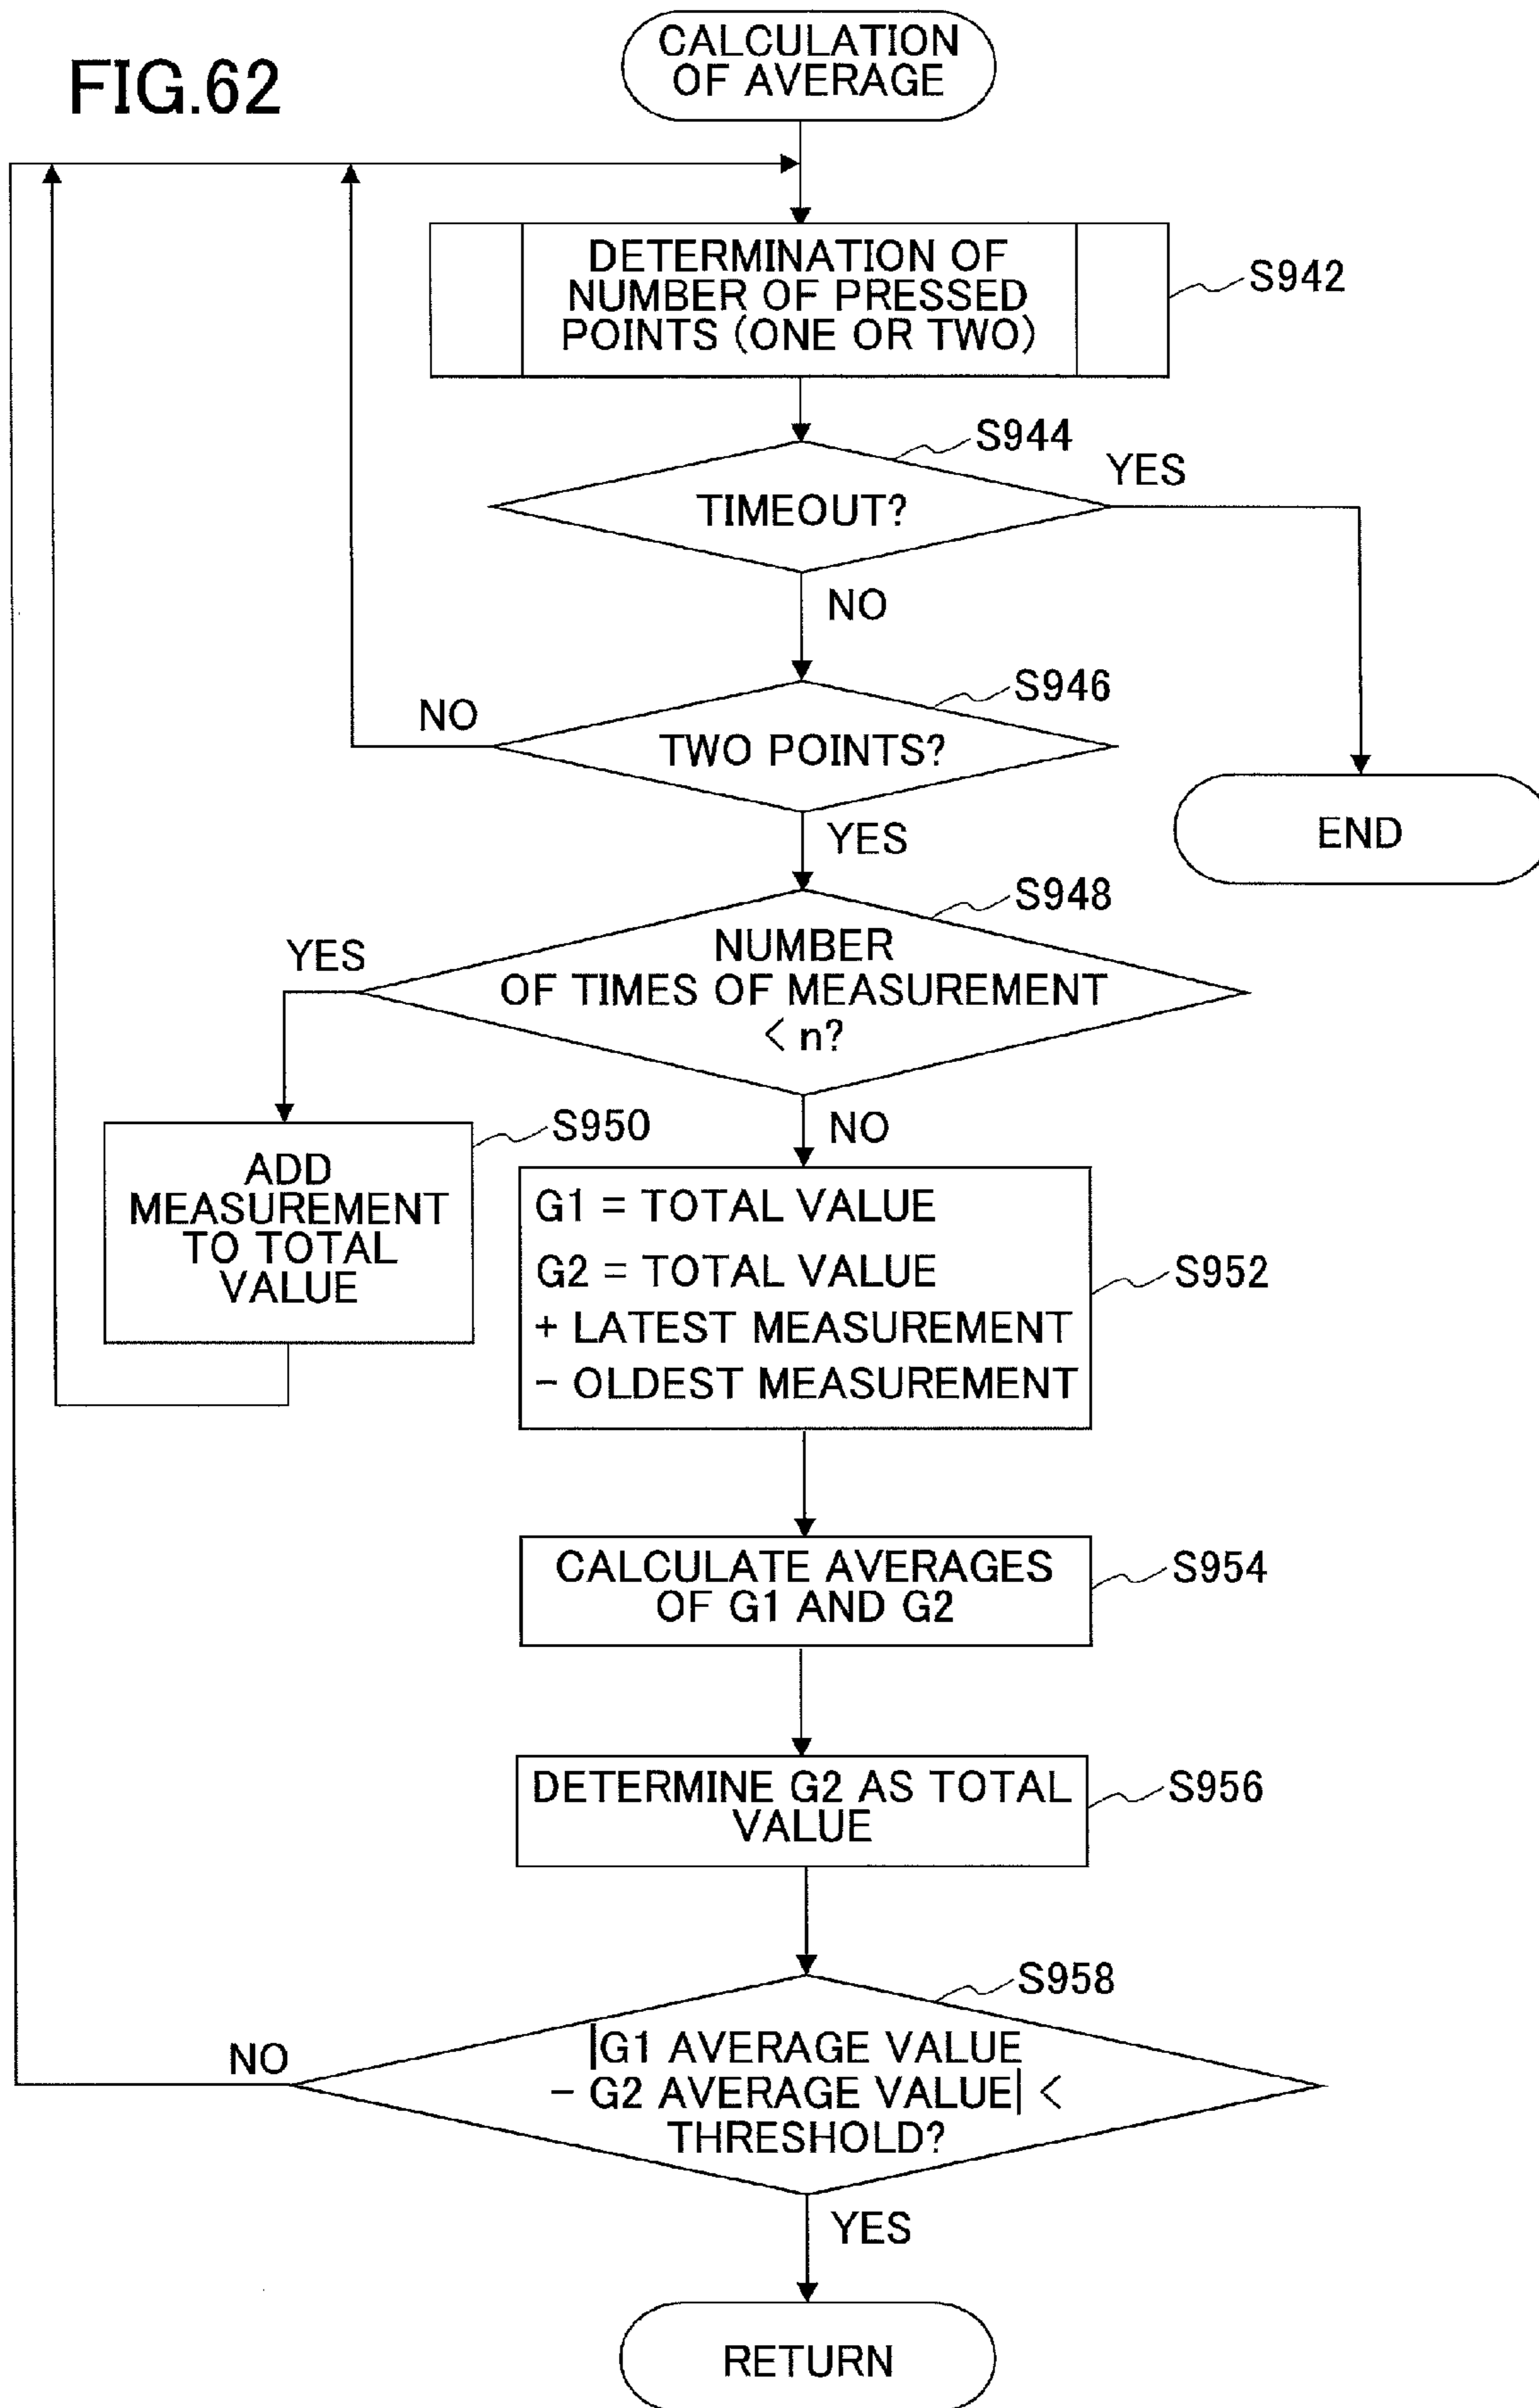 FIG.62
CALCULATION
OF AVERAGE
DETERMINATION OF
NUMBER OF PRESSED
POINTS (ONE OR TWO)
S942
S944
YES
TIMEOUT?
NO
S946
NO
TWO POINTS?
END
YES
S948
YES
NUMBER
OF TIMES OF MEASUREMENT
< n?
S950
NO
ADD
MEASUREMENT
TO TOTAL
VALUE
G1 = TOTAL VALUE
G2 = TOTAL VALUE
+ LATEST MEASUREMENT
- OLDEST MEASUREMENT
S952
CALCULATE AVERAGES
OF G1 AND G2
S954
DETERMINE G2 AS TOTAL
VALUE
S956
S958
NO
|G1 AVERAGE VALUE
- G2 AVERAGE VALUE| <
THRESHOLD?
YES
RETURN